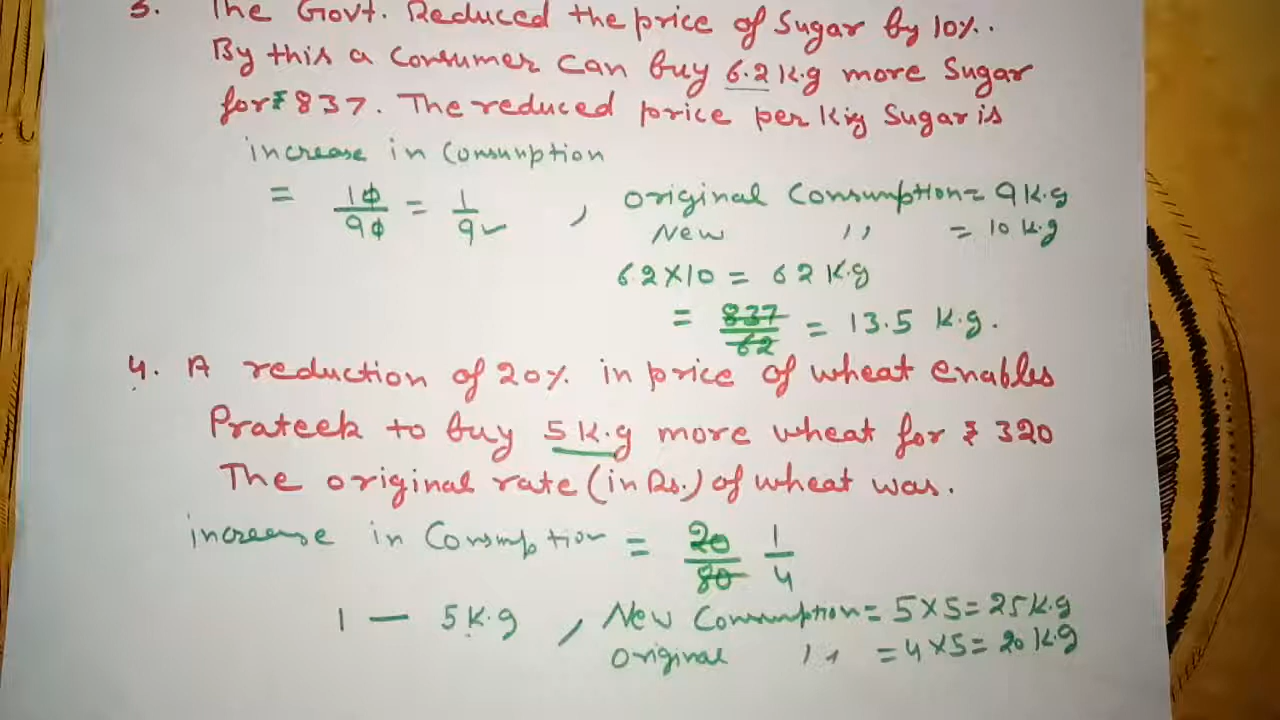 3. The Govt. Reduced the price of Sugar by 10%.
By this a Consumer can buy 6.2 K.g more Sugar
for ₹ 837. The reduced price per Kg Sugar is
increase in Consumption
= 10/90 = 1/9 , Original Consumption = 9 K.g
New ,, = 10 K.g
6.2 X 10 = 62 K.g
= 837/62 = 13.5 K.g.
4. A reduction of 20% in price of wheat enables
Prateek to buy 5 K.g more wheat for ₹ 320
The original rate (in Rs.) of wheat was.
increase in Consumption = 20/80 1/4
1 — 5 K.g , New Consumption = 5 X 5 = 25 K.g
Original ,, = 4 X 5 = 20 K.g